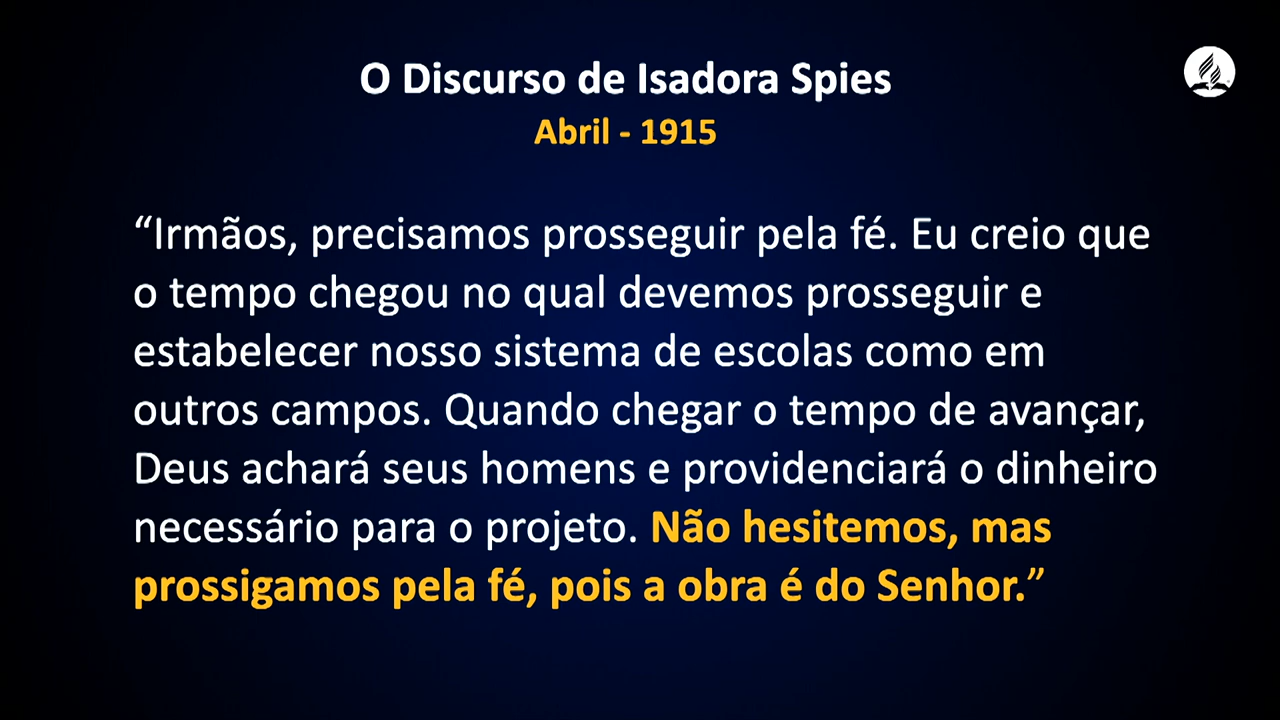 O Discurso de Isadora Spies
Abril - 1915
“Irmãos, precisamos prosseguir pela fé. Eu creio que
o tempo chegou no qual devemos prosseguir e
estabelecer nosso sistema de escolas como em
outros campos. Quando chegar o tempo de avançar,
Deus achará seus homens e providenciará o dinheiro
necessário para o projeto. Não hesitemos, mas
prossigamos pela fé, pois a obra é do Senhor.”